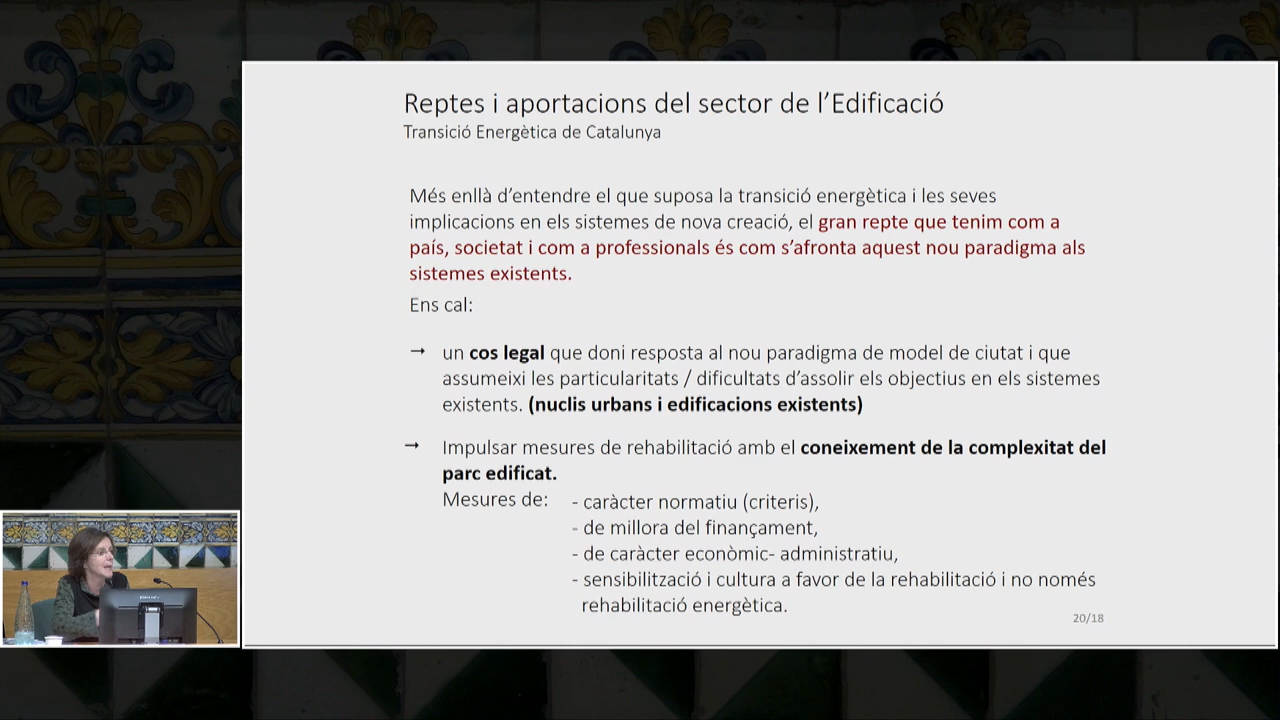 Reptes i aportacions del sector de l’Edificació
Transició Energètica de Catalunya
Més enllà d’entendre el que suposa la transició energètica i les seves
implicacions en els sistemes de nova creació, el gran repte que tenim com a
país, societat i com a professionals és com s’afronta aquest nou paradigma als
sistemes existents.
Ens cal:
→ un cos legal que doni resposta al nou paradigma de model de ciutat i que
assumeixi les particularitats / dificultats d’assolir els objectius en els sistemes
existents. (nuclis urbans i edificacions existents)
→ Impulsar mesures de rehabilitació amb el coneixement de la complexitat del
parc edificat.
Mesures de: - caràcter normatiu (criteris),
- de millora del finançament,
- de caràcter econòmic- administratiu,
- sensibilització i cultura a favor de la rehabilitació i no només
rehabilitació energètica.
20/18